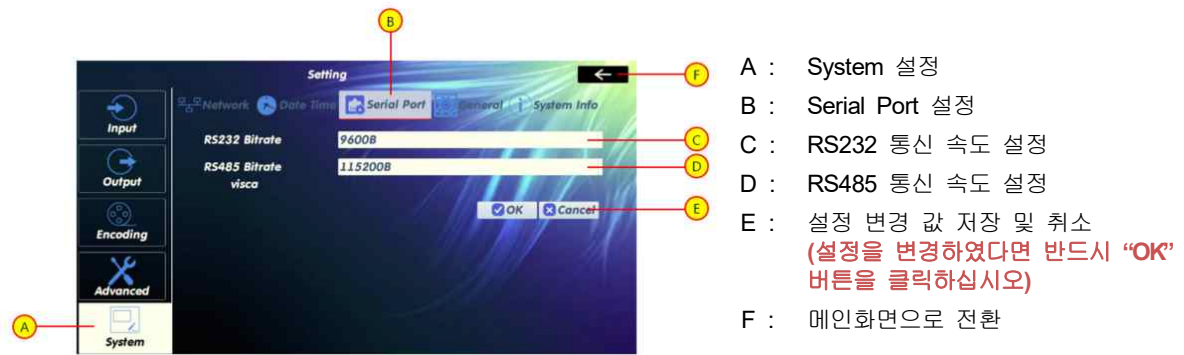 B
Setting
F
Network Date Time Serial Port General System Info
Input
RS232 Bitrate 9600B
C
RS485 Bitrate 115200B
D
visca
Output
OK Cancel
E
Encoding
Advanced
A
System
A : System 설정
B : Serial Port 설정
C : RS232 통신 속도 설정
D : RS485 통신 속도 설정
E : 설정 변경 값 저장 및 취소
(설정을 변경하였다면 반드시 “OK”
버튼을 클릭하십시오)
F : 메인화면으로 전환